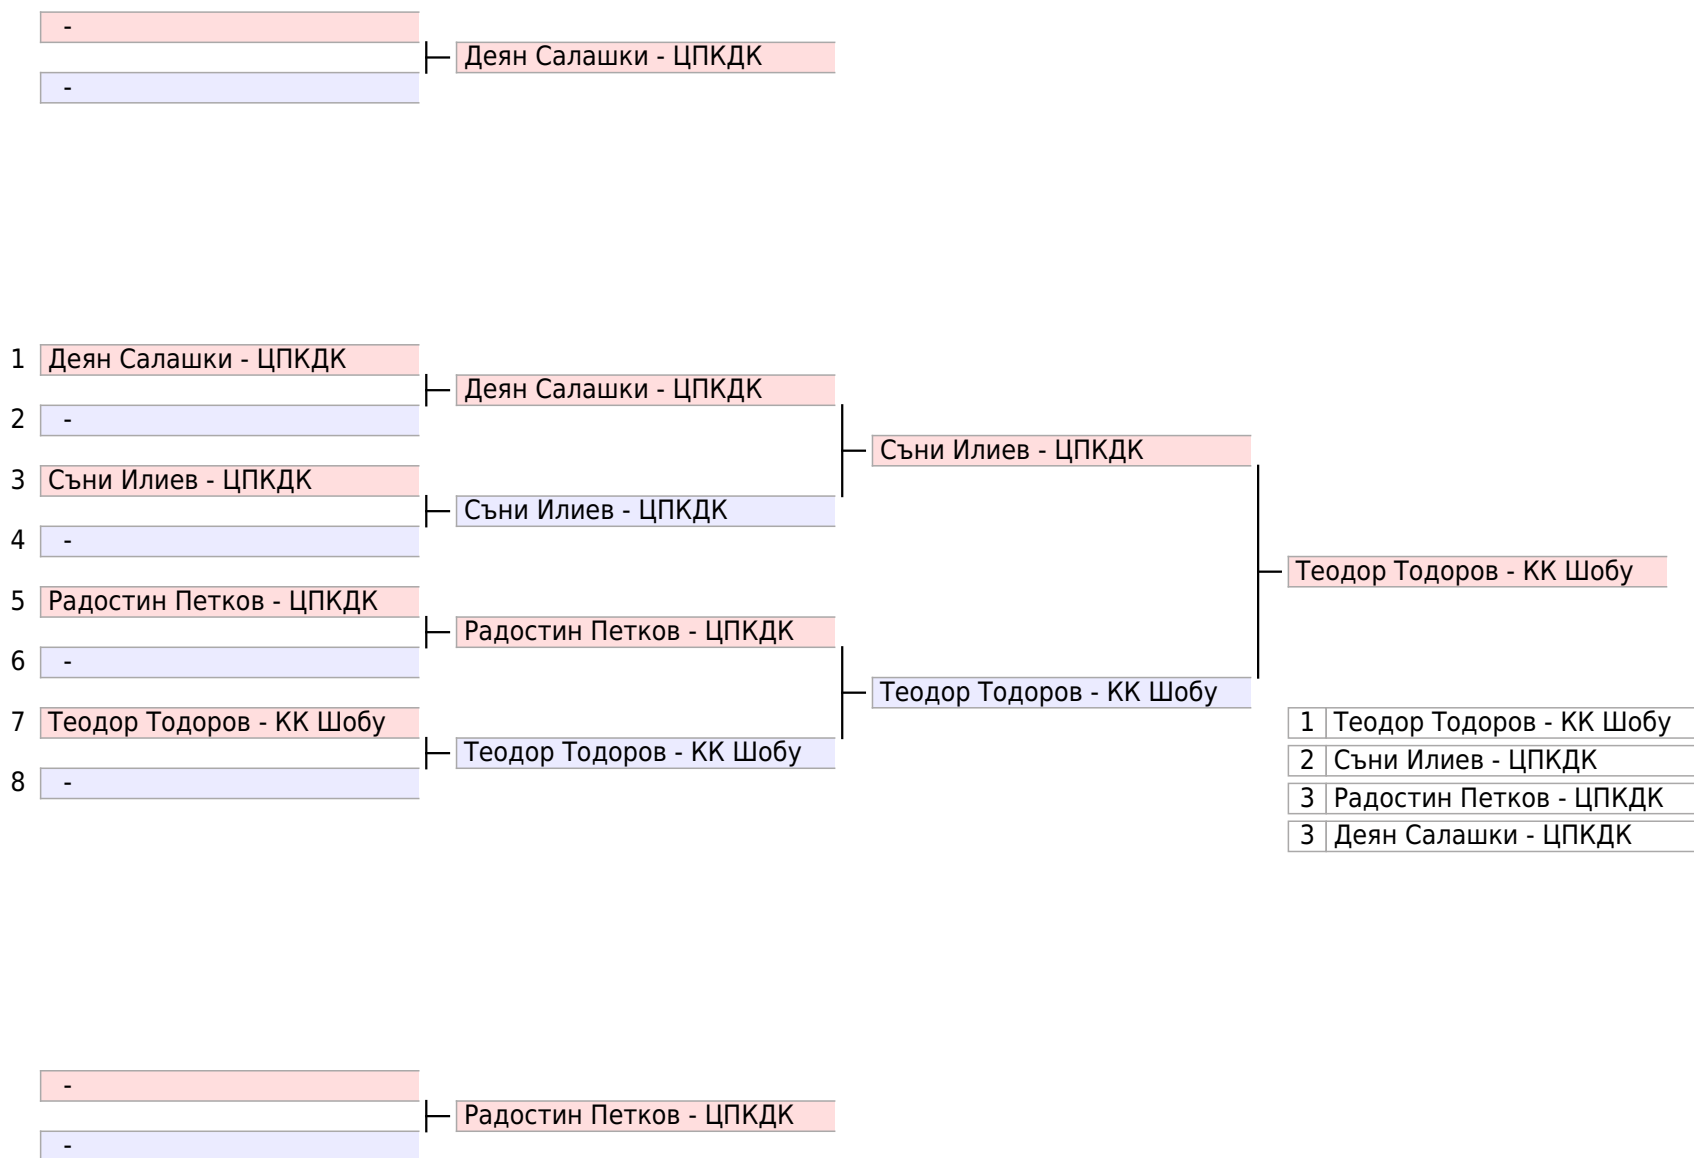 -
Деян Салашки - ЦПКДК
-
1 Деян Салашки - ЦПКДК
Деян Салашки - ЦПКДК
2 -
Съни Илиев - ЦПКДК
3 Съни Илиев - ЦПКДК
Съни Илиев - ЦПКДК
4 -
Теодор Тодоров - КК Шобу
5 Радостин Петков - ЦПКДК
Радостин Петков - ЦПКДК
6 -
Теодор Тодоров - КК Шобу
7 Теодор Тодоров - КК Шобу
Теодор Тодоров - КК Шобу
8 -
1 Теодор Тодоров - КК Шобу
2 Съни Илиев - ЦПКДК
3 Радостин Петков - ЦПКДК
3 Деян Салашки - ЦПКДК
-
Радостин Петков - ЦПКДК
-